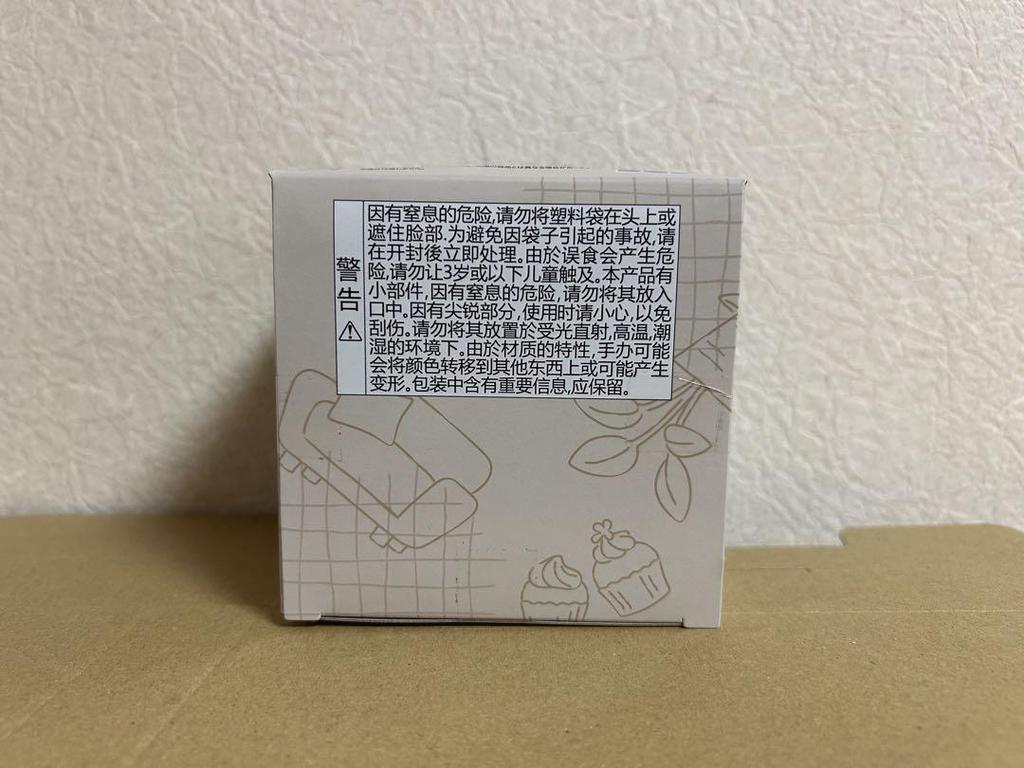 警告⚠
因有窒息的危险,请勿将塑料袋在头上或
遮住脸部.为避免因袋子引起的事故,请
在开封後立即处理。由於误食会产生危
险,请勿让3岁或以下儿童触及。本产品有
小部件,因有窒息的危险,请勿将其放入
口中。因有尖锐部分,使用时请小心,以免
刮伤。请勿将其放置於受光直射,高温,潮
湿的环境下。由於材质的特性,手办可能
会将颜色转移到其他东西上或可能产生
变形。包装中含有重要信息,应保留。